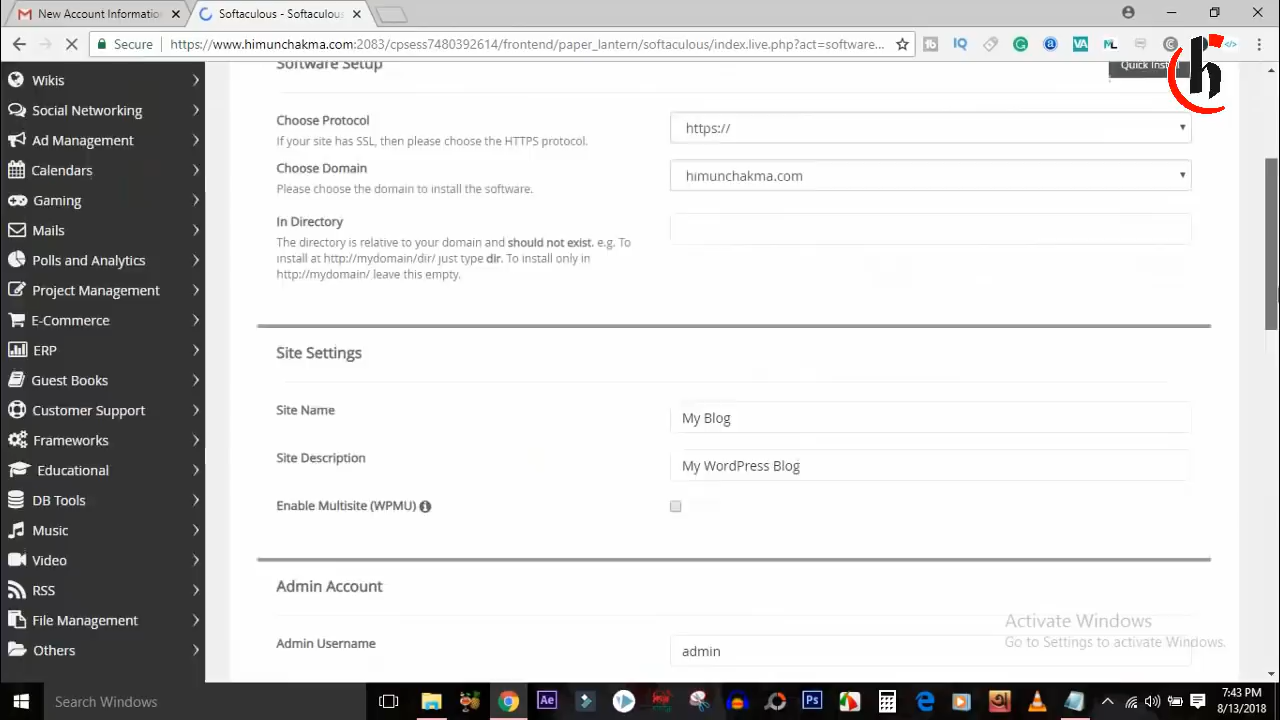 New Account Information
Softaculous - Softaculous
Secure
https://www.himunchakma.com:2083/cpsess7480392614/frontend/paper_lantern/softaculous/index.live.php?act=software...
Wikis
Social Networking
Ad Management
Calendars
Gaming
Mails
Polls and Analytics
Project Management
E-Commerce
ERP
Guest Books
Customer Support
Frameworks
Educational
DB Tools
Music
Video
RSS
File Management
Others
Software Setup
Quick Install
Choose Protocol
If your site has SSL, then please choose the HTTPS protocol.
https://
Choose Domain
Please choose the domain to install the software.
himunchakma.com
In Directory
The directory is relative to your domain and should not exist. e.g. To
install at http://mydomain/dir/ just type dir. To install only in
http://mydomain/ leave this empty.
Site Settings
Site Name
My Blog
Site Description
My WordPress Blog
Enable Multisite (WPMU)
Admin Account
Admin Username
admin
Activate Windows
Go to Settings to activate Windows.
Search Windows
7:43 PM
8/13/2018